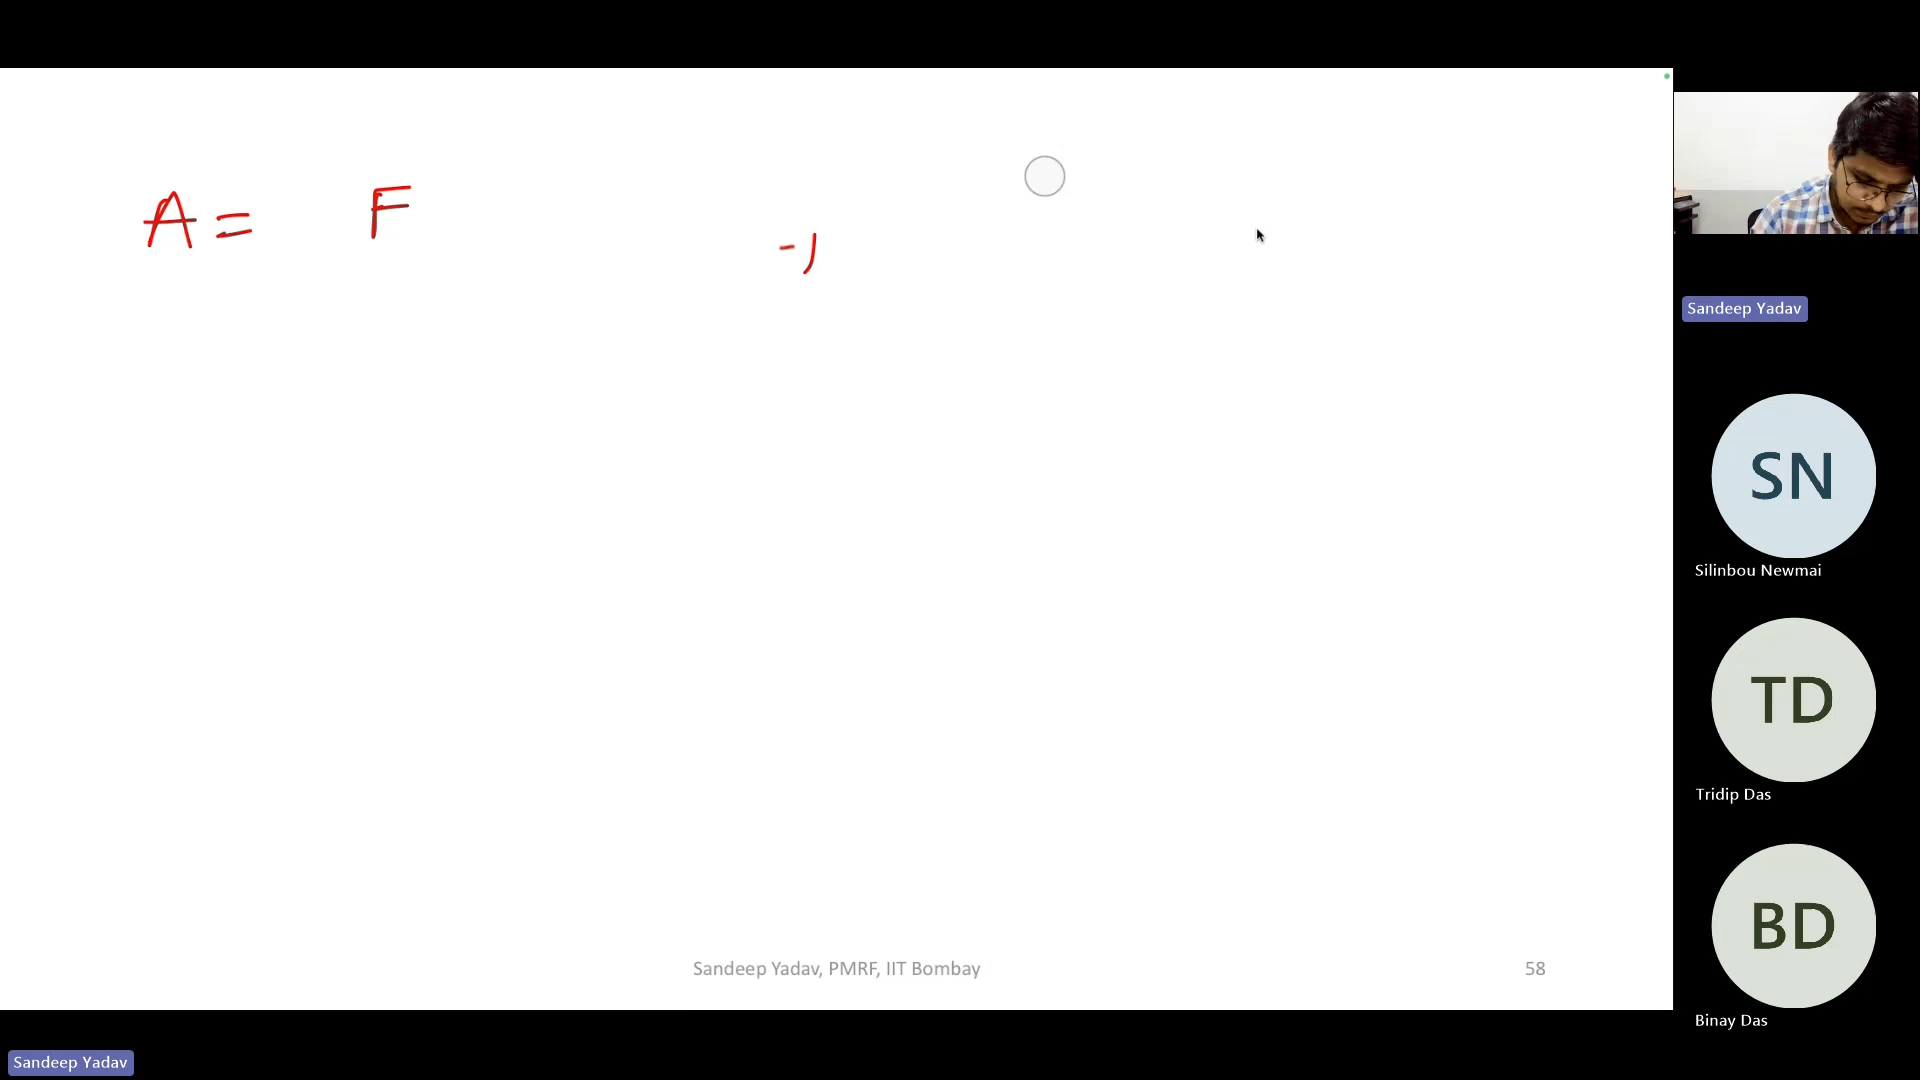 A = F
-,
Sandeep Yadav
SN
Silinbou Newmai
TD
Tridip Das
BD
Binay Das
Sandeep Yadav, PMRF, IIT Bombay
58
Sandeep Yadav